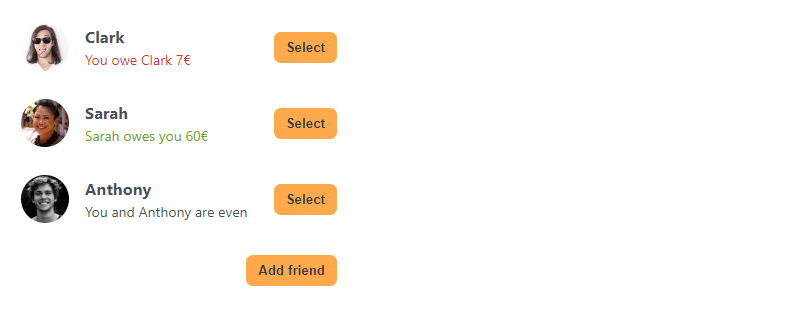 Clark
You owe Clark 7€
Select
Sarah
Sarah owes you 60€
Select
Anthony
You and Anthony are even
Select
Add friend